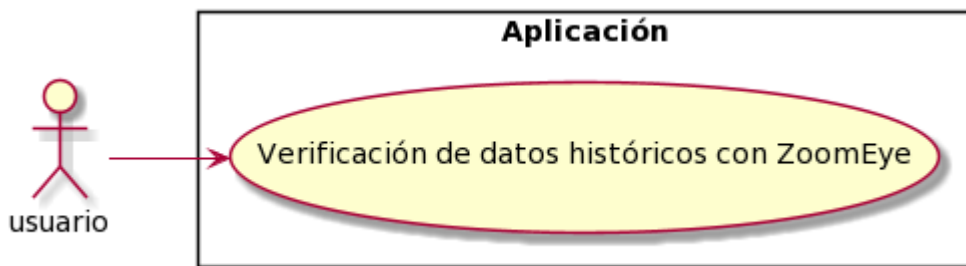 Aplicación
Verificación de datos históricos con ZoomEye
usuario